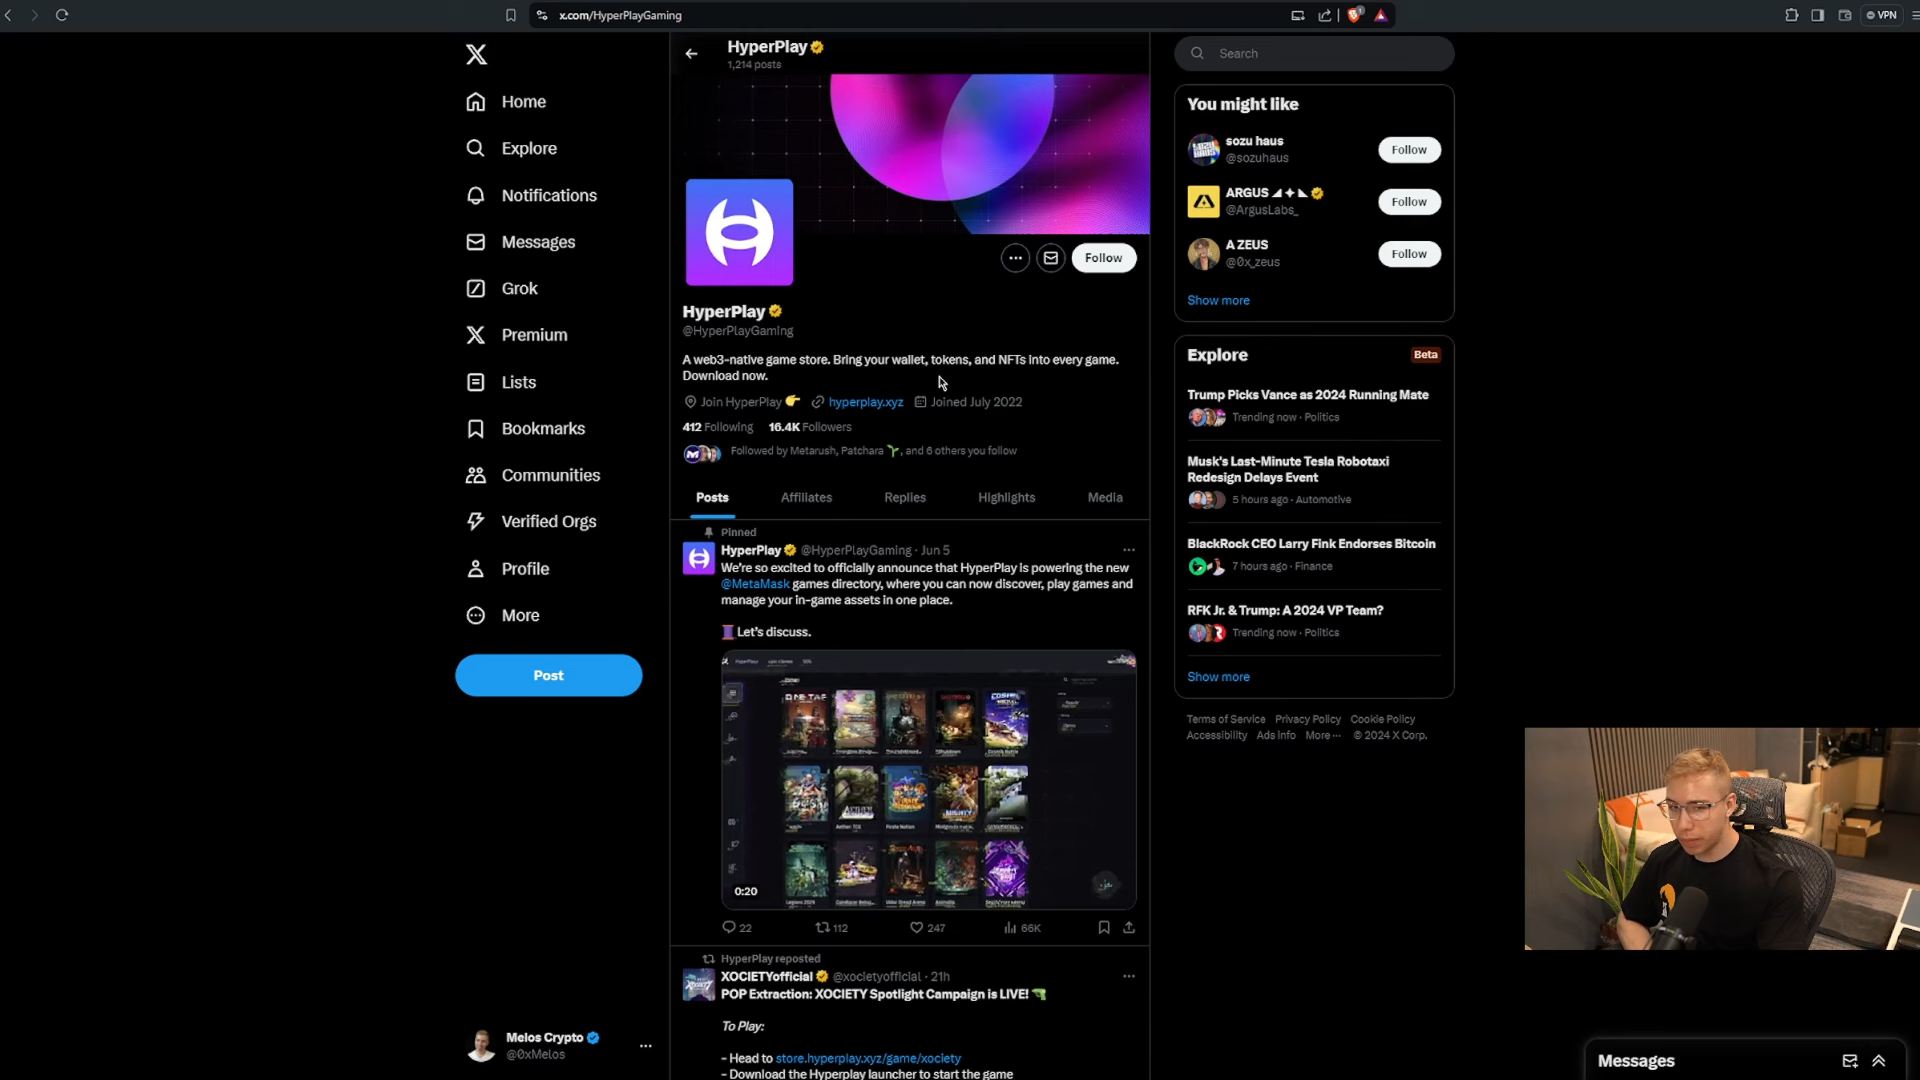 x.com/HyperPlayGaming
VPN
Home
Explore
Notifications
Messages
Grok
Premium
Lists
Bookmarks
Communities
Verified Orgs
Profile
More
Post
Melos Crypto
@0xMelos
HyperPlay
1,214 posts
Follow
HyperPlay
@HyperPlayGaming
A web3-native game store. Bring your wallet, tokens, and NFTs into every game.
Download now.
Join HyperPlay 👉 hyperplay.xyz Joined July 2022
412 Following 16.4K Followers
Followed by Metarush, Patchara 🌱, and 6 others you follow
Posts Affiliates Replies Highlights Media
Pinned
HyperPlay @HyperPlayGaming · Jun 5
We're so excited to officially announce that HyperPlay is powering the new
@MetaMask games directory, where you can now discover, play games and
manage your in-game assets in one place.
🧵Let's discuss.
0:20
22 112 247 66K
HyperPlay reposted
XOCIETYofficial @xocietyofficial · 21h
POP Extraction: XOCIETY Spotlight Campaign is LIVE! 🔫
To Play:
- Head to store.hyperplay.xyz/game/xociety
- Download the Hyperplay launcher to start the game
Search
You might like
sozu haus
@sozuhaus
Follow
ARGUS ◢ ✦ ◣
@ArgusLabs_
Follow
A ZEUS
@0x_zeus
Follow
Show more
Explore
Beta
Trump Picks Vance as 2024 Running Mate
Trending now · Politics
Musk's Last-Minute Tesla Robotaxi
Redesign Delays Event
5 hours ago · Automotive
BlackRock CEO Larry Fink Endorses Bitcoin
7 hours ago · Finance
RFK Jr. & Trump: A 2024 VP Team?
Trending now · Politics
Show more
Terms of Service Privacy Policy Cookie Policy
Accessibility Ads info More ··· © 2024 X Corp.
Messages